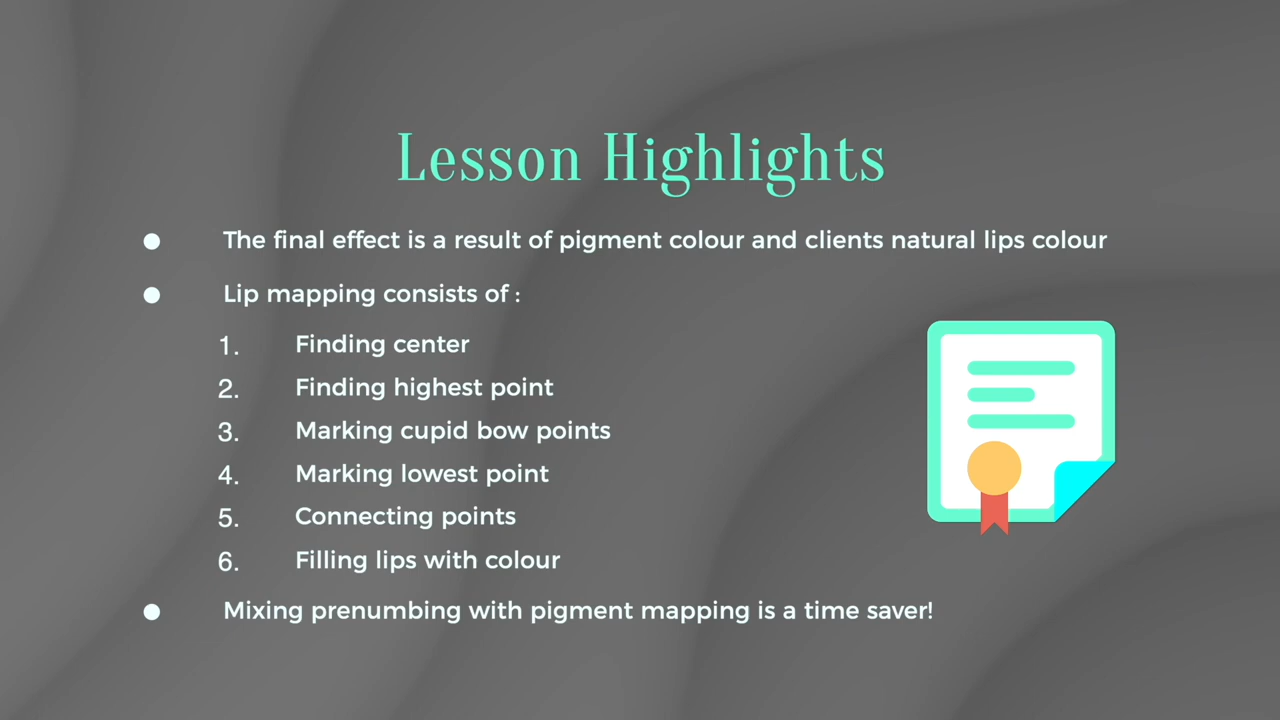 Lesson Highlights
● The final effect is a result of pigment colour and clients natural lips colour
● Lip mapping consists of :
1. Finding center
2. Finding highest point
3. Marking cupid bow points
4. Marking lowest point
5. Connecting points
6. Filling lips with colour
● Mixing prenumbing with pigment mapping is a time saver!